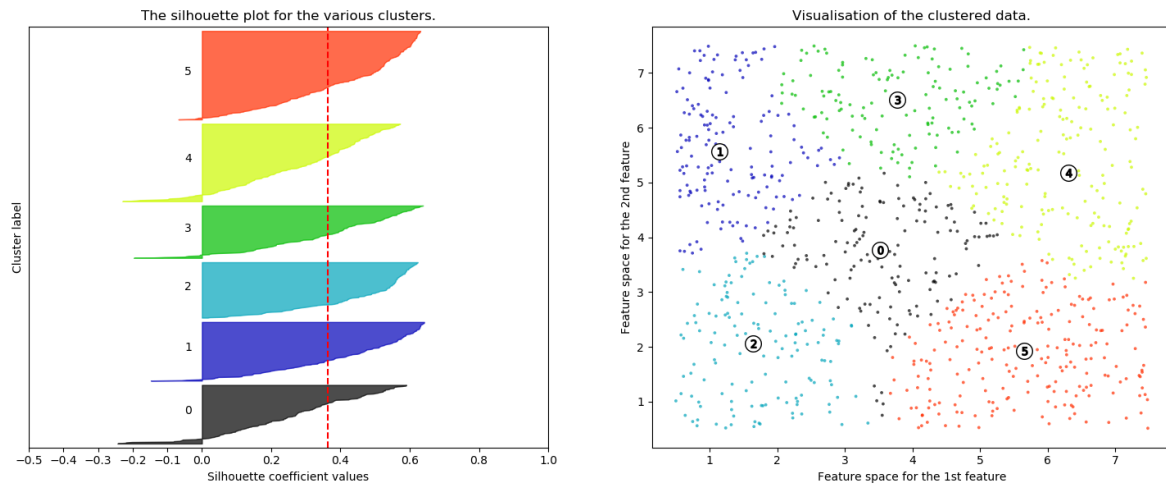 The silhouette plot for the various clusters.
Cluster label
5
4
3
2
1
0
−0.5 −0.4 −0.3 −0.2 −0.1 0.0 0.2 0.4 0.6 0.8 1.0
Silhouette coefficient values
Visualisation of the clustered data.
Feature space for the 2nd feature
7
6
5
4
3
2
1
3
1
4
0
2
5
1 2 3 4 5 6 7
Feature space for the 1st feature